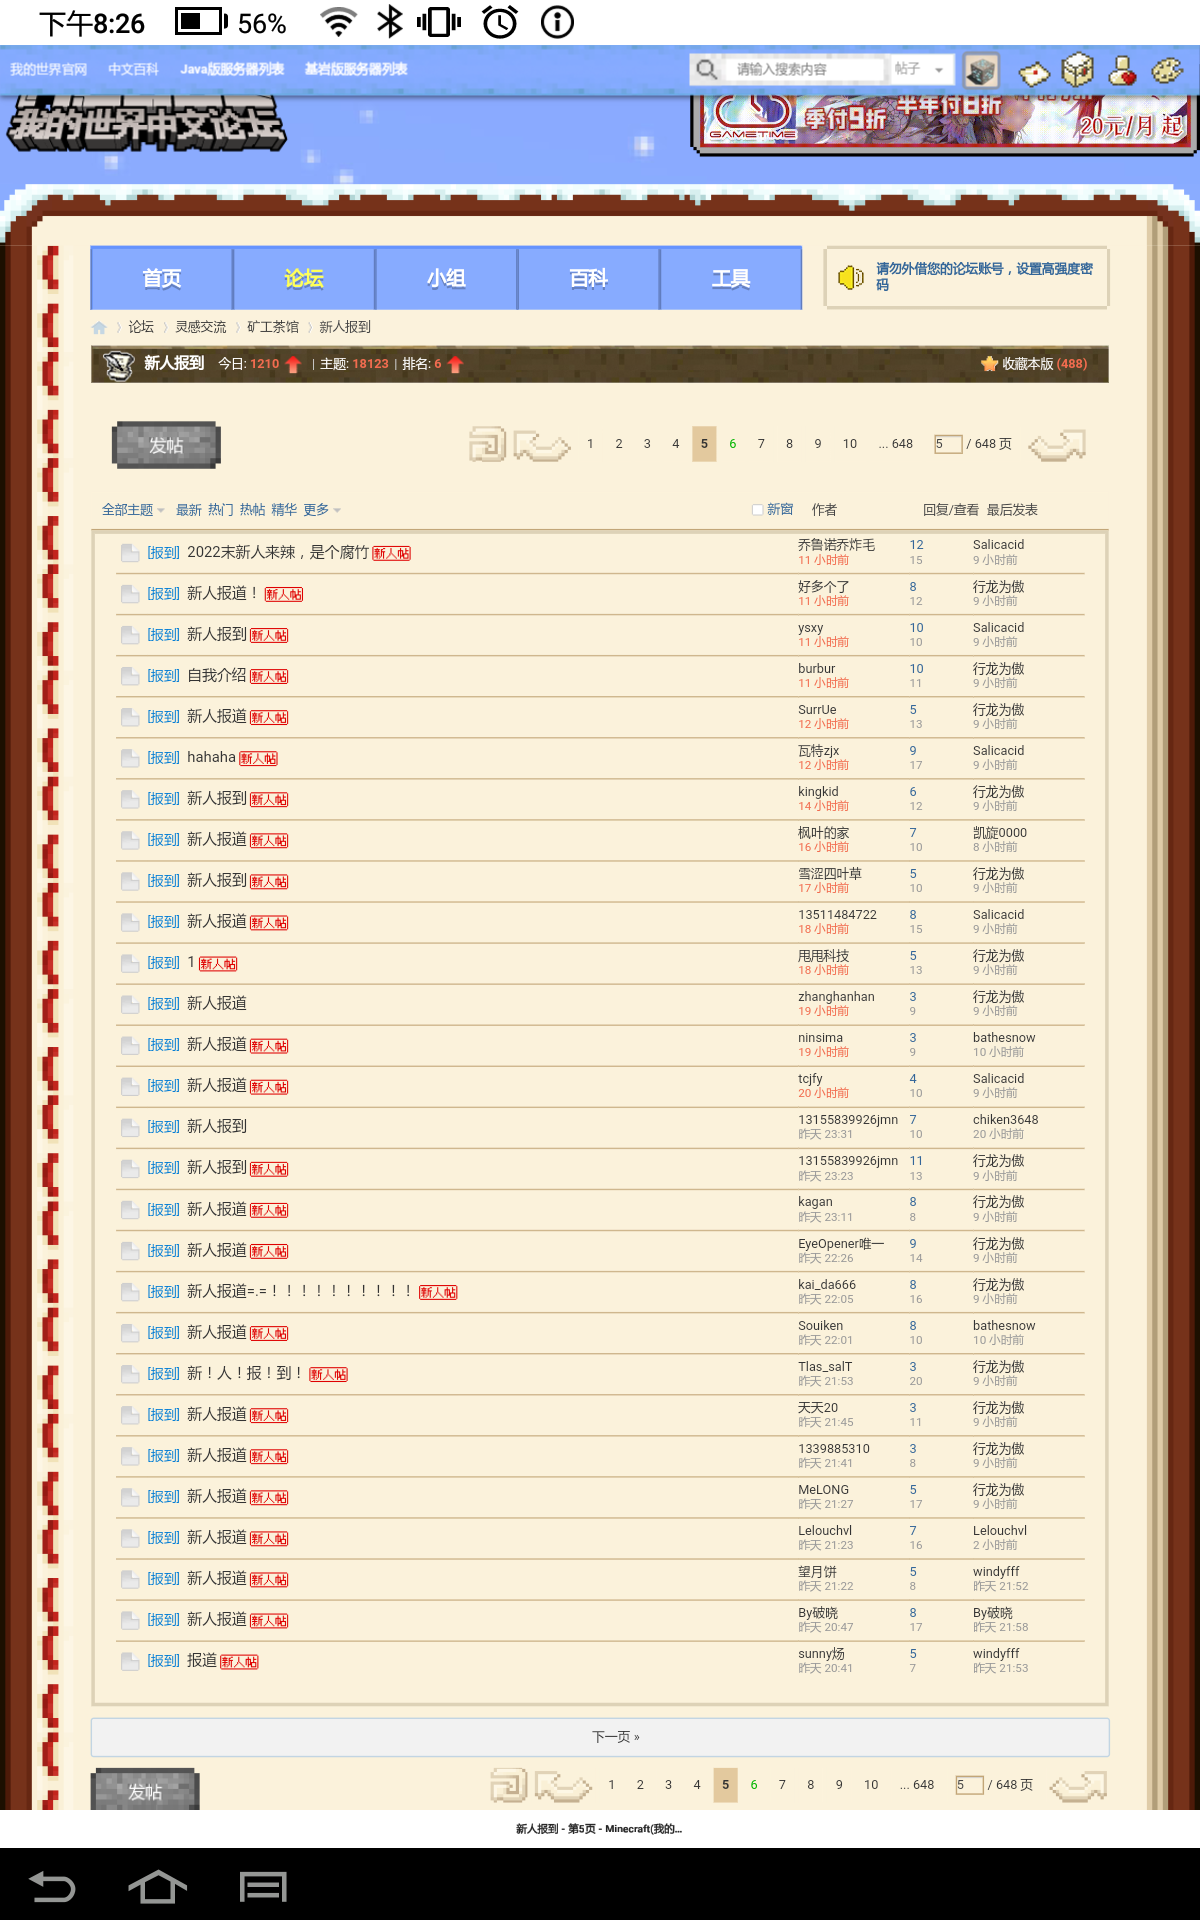 下午8:26 56%
我的世界官网 中文百科 Java版服务器列表 基岩版服务器列表 请输入搜索内容 帖子
我的世界中文论坛
GAMETIME 季付9折 半年付8折 20元/月 起
首页 论坛 小组 百科 工具
请勿外借您的论坛账号，设置高强度密
码
论坛 灵感交流 矿工茶馆 新人报到
新人报到 今日: 1210 | 主题: 18123 | 排名: 6 收藏本版 (488)
发帖 1 2 3 4 5 6 7 8 9 10 ... 648 5 / 648 页
全部主题 最新 热门 热帖 精华 更多 新窗 作者 回复/查看 最后发表
[报到] 2022末新人来辣，是个腐竹 新人帖 乔鲁诺乔炸毛 12 Salicacid
11 小时前 15 9 小时前
[报到] 新人报道！ 新人帖 好多个了 8 行龙为傲
11 小时前 12 9 小时前
[报到] 新人报到 新人帖 ysxy 10 Salicacid
11 小时前 10 9 小时前
[报到] 自我介绍 新人帖 burbur 10 行龙为傲
11 小时前 11 9 小时前
[报到] 新人报道 新人帖 SurrUe 5 行龙为傲
12 小时前 13 9 小时前
[报到] hahaha 新人帖 瓦特zjx 9 Salicacid
12 小时前 17 9 小时前
[报到] 新人报到 新人帖 kingkid 6 行龙为傲
14 小时前 12 9 小时前
[报到] 新人报道 新人帖 枫叶的家 7 凯旋0000
16 小时前 10 8 小时前
[报到] 新人报到 新人帖 雪涩四叶草 5 行龙为傲
17 小时前 10 9 小时前
[报到] 新人报道 新人帖 13511484722 8 Salicacid
18 小时前 15 9 小时前
[报到] 1 新人帖 甩甩科技 5 行龙为傲
18 小时前 13 9 小时前
[报到] 新人报道 zhanghanhan 3 行龙为傲
19 小时前 9 9 小时前
[报到] 新人报道 新人帖 ninsima 3 bathesnow
19 小时前 9 10 小时前
[报到] 新人报道 新人帖 tcjfy 4 Salicacid
20 小时前 10 9 小时前
[报到] 新人报到 13155839926jmn 7 chiken3648
昨天 23:31 10 20 小时前
[报到] 新人报到 新人帖 13155839926jmn 11 行龙为傲
昨天 23:23 13 9 小时前
[报到] 新人报道 新人帖 kagan 8 行龙为傲
昨天 23:11 8 9 小时前
[报到] 新人报道 新人帖 EyeOpener唯一 9 行龙为傲
昨天 22:26 14 9 小时前
[报到] 新人报道=.=！！！！！！！！！！ 新人帖 kai_da666 8 行龙为傲
昨天 22:05 16 9 小时前
[报到] 新人报道 新人帖 Souiken 8 bathesnow
昨天 22:01 10 10 小时前
[报到] 新！人！报！到！ 新人帖 Tlas_salT 3 行龙为傲
昨天 21:53 20 9 小时前
[报到] 新人报道 新人帖 天天20 3 行龙为傲
昨天 21:45 11 9 小时前
[报到] 新人报道 新人帖 1339885310 3 行龙为傲
昨天 21:41 8 9 小时前
[报到] 新人报道 新人帖 MeLONG 5 行龙为傲
昨天 21:27 17 9 小时前
[报到] 新人报道 新人帖 Lelouchvl 7 Lelouchvl
昨天 21:23 16 2 小时前
[报到] 新人报道 新人帖 望月饼 5 windyfff
昨天 21:22 8 昨天 21:52
[报到] 新人报道 新人帖 By破晓 8 By破晓
昨天 20:47 17 昨天 21:58
[报到] 报道 新人帖 sunny炀 5 windyfff
昨天 20:41 7 昨天 21:53
下一页 »
发帖 1 2 3 4 5 6 7 8 9 10 ... 648 5 / 648 页
新人报到 - 第5页 - Minecraft(我的...